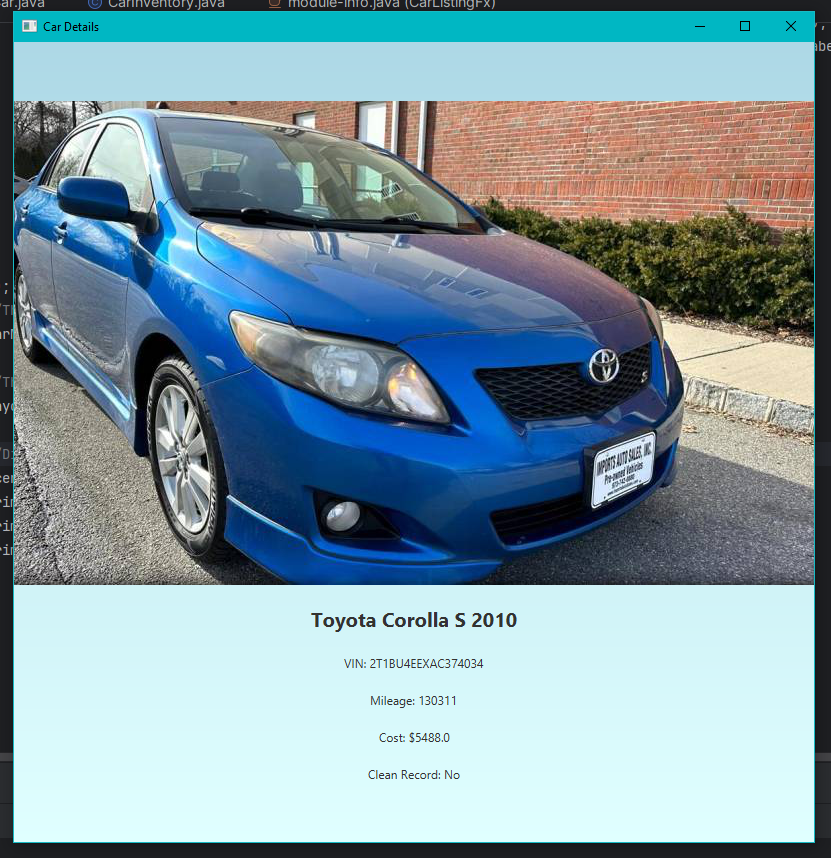 ar.java
CarInventory.java
module-info.java (CarListingFx)
Car Details
IMPORTS AUTO SALES, INC.
Pre-owned Vehicles
S
Toyota Corolla S 2010
VIN: 2T1BU4EEXAC374034
Mileage: 130311
Cost: $5488.0
Clean Record: No